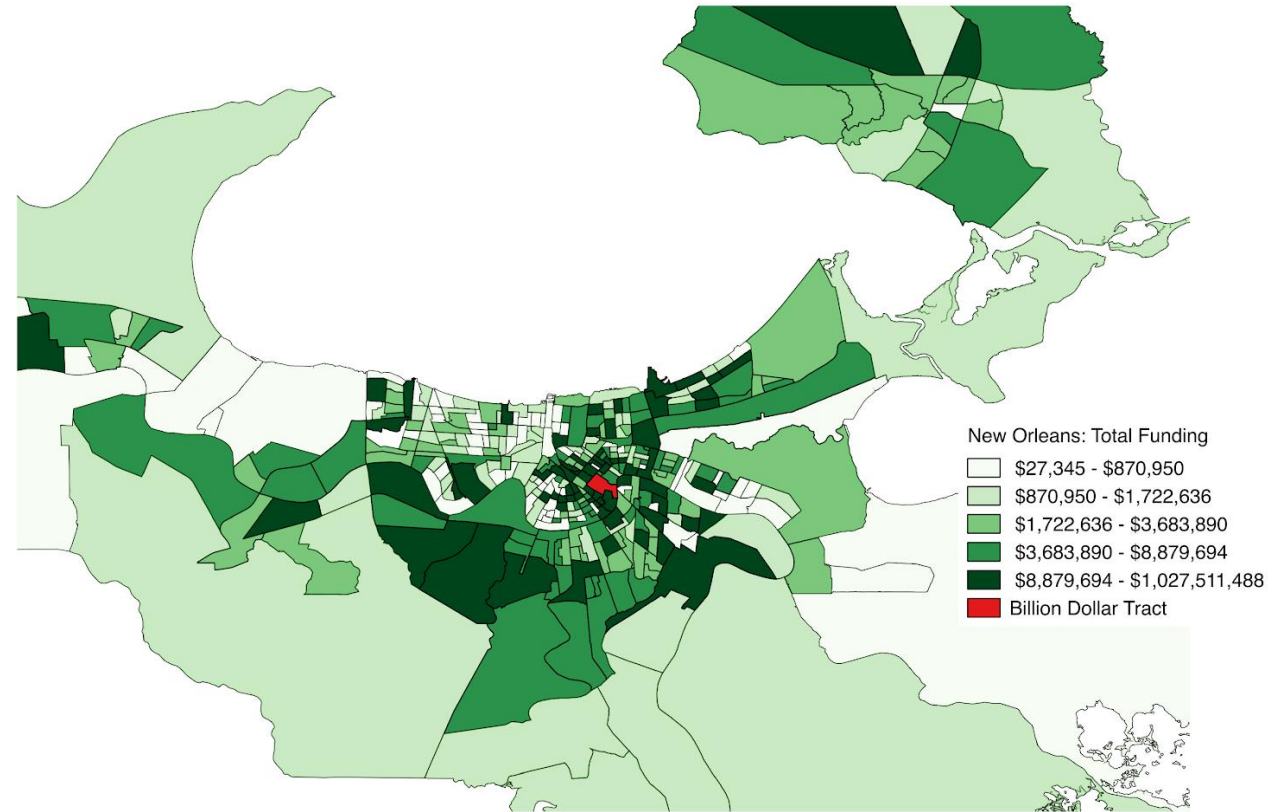 New Orleans: Total Funding
$27,345 - $870,950
$870,950 - $1,722,636
$1,722,636 - $3,683,890
$3,683,890 - $8,879,694
$8,879,694 - $1,027,511,488
Billion Dollar Tract